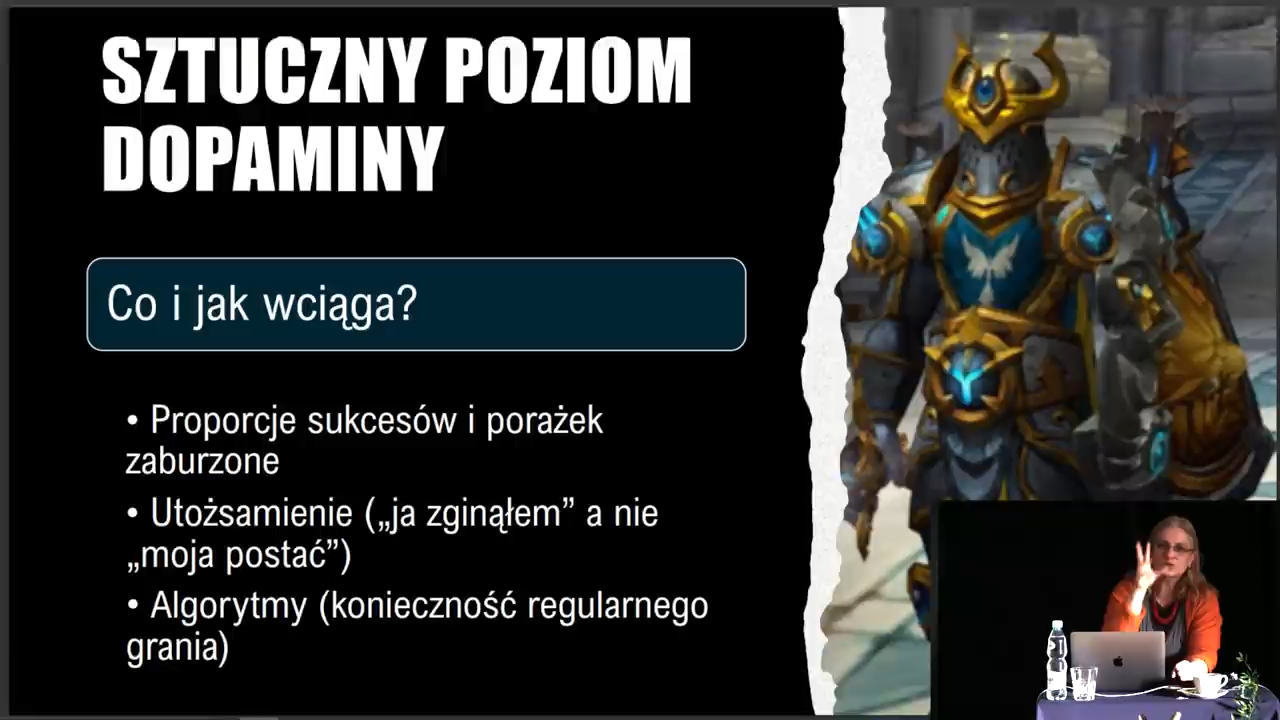 SZTUCZNY POZIOM
DOPAMINY
Co i jak wciąga?
• Proporcje sukcesów i porażek
zaburzone
• Utożsamienie („ja zginąłem” a nie
„moja postać”)
• Algorytmy (konieczność regularnego
grania)